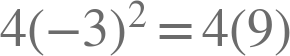 4(−3)² = 4(9)